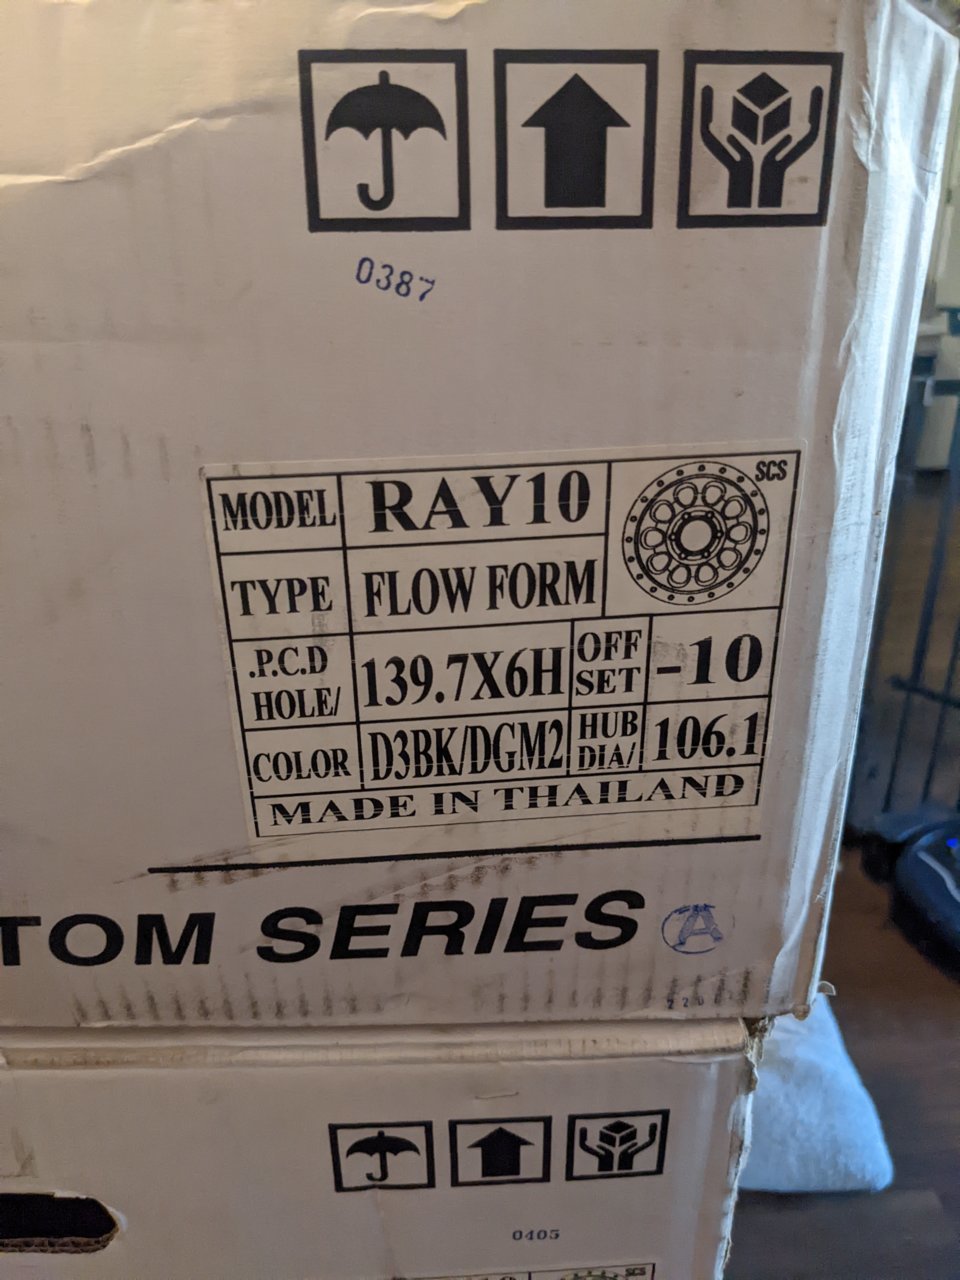 0387
MODEL RAY10 SCS
TYPE FLOW FORM
.P.C.D HOLE/ 139.7X6H OFF SET -10
COLOR D3BK/DGM2 HUB DIA/ 106.1
MADE IN THAILAND
TOM SERIES A
0405
SCS